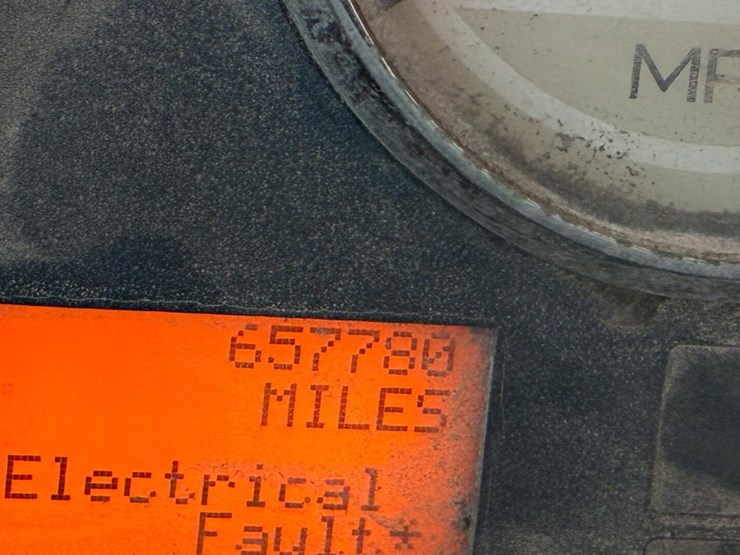 MP
657780
MILES
Electrical
Fault*